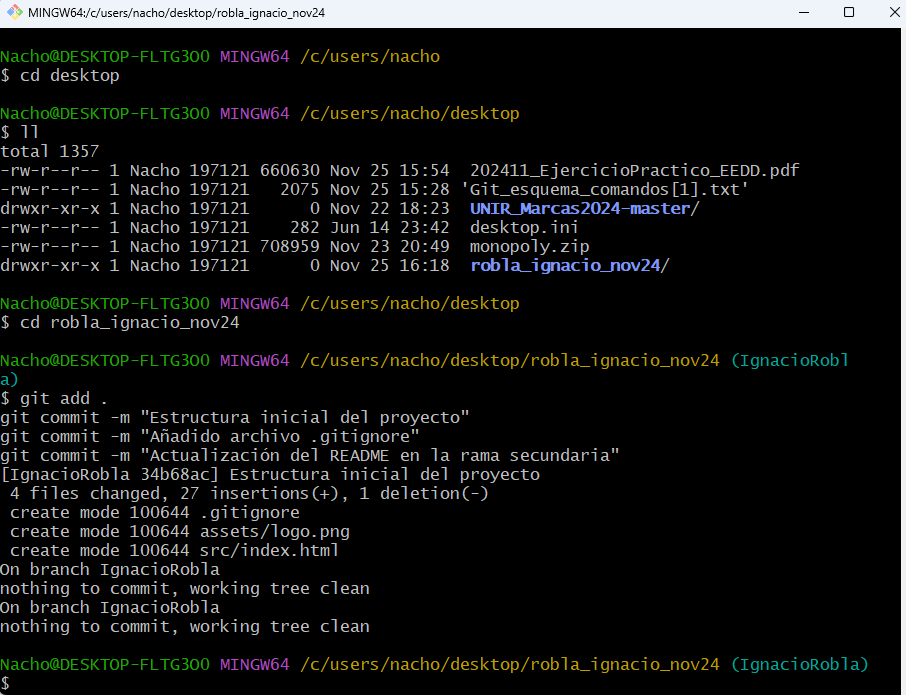 MINGW64:/c/users/nacho/desktop/robla_ignacio_nov24
Nacho@DESKTOP-FLTG3OO MINGW64 /c/users/nacho
$ cd desktop
Nacho@DESKTOP-FLTG3OO MINGW64 /c/users/nacho/desktop
$ ll
total 1357
-rw-r--r-- 1 Nacho 197121 660630 Nov 25 15:54  202411_EjercicioPractico_EEDD.pdf
-rw-r--r-- 1 Nacho 197121   2075 Nov 25 15:28 'Git_esquema_comandos[1].txt'
drwxr-xr-x 1 Nacho 197121      0 Nov 22 18:23  UNIR_Marcas2024-master/
-rw-r--r-- 1 Nacho 197121    282 Jun 14 23:42  desktop.ini
-rw-r--r-- 1 Nacho 197121 708959 Nov 23 20:49  monopoly.zip
drwxr-xr-x 1 Nacho 197121      0 Nov 25 16:18  robla_ignacio_nov24/
Nacho@DESKTOP-FLTG3OO MINGW64 /c/users/nacho/desktop
$ cd robla_ignacio_nov24
Nacho@DESKTOP-FLTG3OO MINGW64 /c/users/nacho/desktop/robla_ignacio_nov24 (IgnacioRobl
a)
$ git add .
git commit -m "Estructura inicial del proyecto"
git commit -m "Añadido archivo .gitignore"
git commit -m "Actualización del README en la rama secundaria"
[IgnacioRobla 34b68ac] Estructura inicial del proyecto
 4 files changed, 27 insertions(+), 1 deletion(-)
 create mode 100644 .gitignore
 create mode 100644 assets/logo.png
 create mode 100644 src/index.html
On branch IgnacioRobla
nothing to commit, working tree clean
On branch IgnacioRobla
nothing to commit, working tree clean
Nacho@DESKTOP-FLTG3OO MINGW64 /c/users/nacho/desktop/robla_ignacio_nov24 (IgnacioRobla)
$